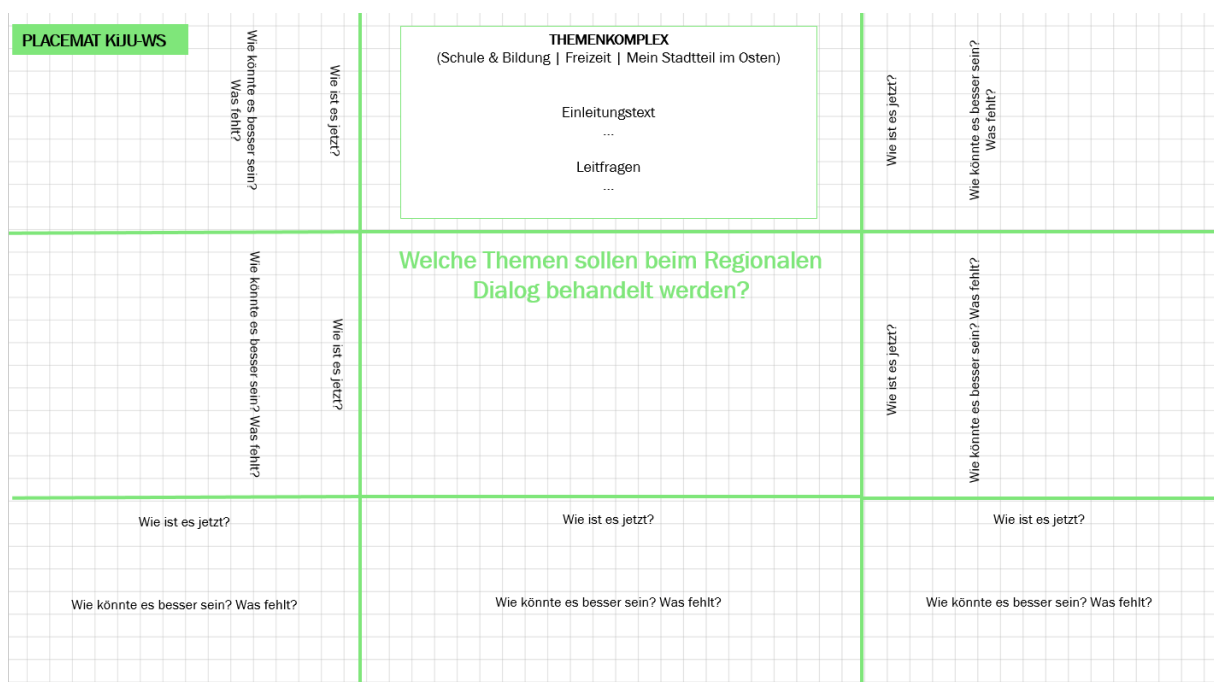 PLACEMAT KiJU-WS
Wie könnte es besser sein?
Was fehlt?
Wie ist es jetzt?
THEMENKOMPLEX
(Schule & Bildung | Freizeit | Mein Stadtteil im Osten)
Einleitungstext
...
Leitfragen
...
Wie ist es jetzt?
Wie könnte es besser sein?
Was fehlt?
Wie könnte es besser sein? Was fehlt?
Wie ist es jetzt?
Welche Themen sollen beim Regionalen
Dialog behandelt werden?
Wie ist es jetzt?
Wie könnte es besser sein? Was fehlt?
Wie ist es jetzt?
Wie könnte es besser sein? Was fehlt?
Wie ist es jetzt?
Wie könnte es besser sein? Was fehlt?
Wie ist es jetzt?
Wie könnte es besser sein? Was fehlt?